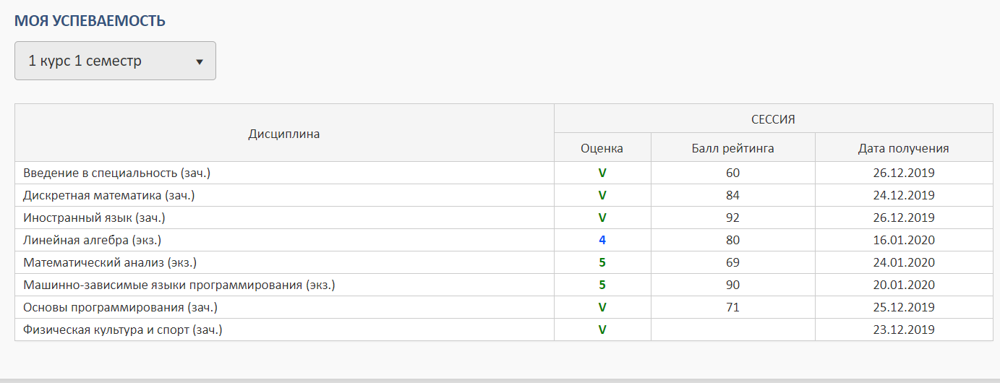 МОЯ УСПЕВАЕМОСТЬ
1 курс 1 семестр
Дисциплина
СЕССИЯ
Оценка Балл рейтинга Дата получения
Введение в специальность (зач.) V 60 26.12.2019
Дискретная математика (зач.) V 84 24.12.2019
Иностранный язык (зач.) V 92 26.12.2019
Линейная алгебра (экз.) 4 80 16.01.2020
Математический анализ (экз.) 5 69 24.01.2020
Машинно-зависимые языки программирования (экз.) 5 90 20.01.2020
Основы программирования (зач.) V 71 25.12.2019
Физическая культура и спорт (зач.) V 23.12.2019